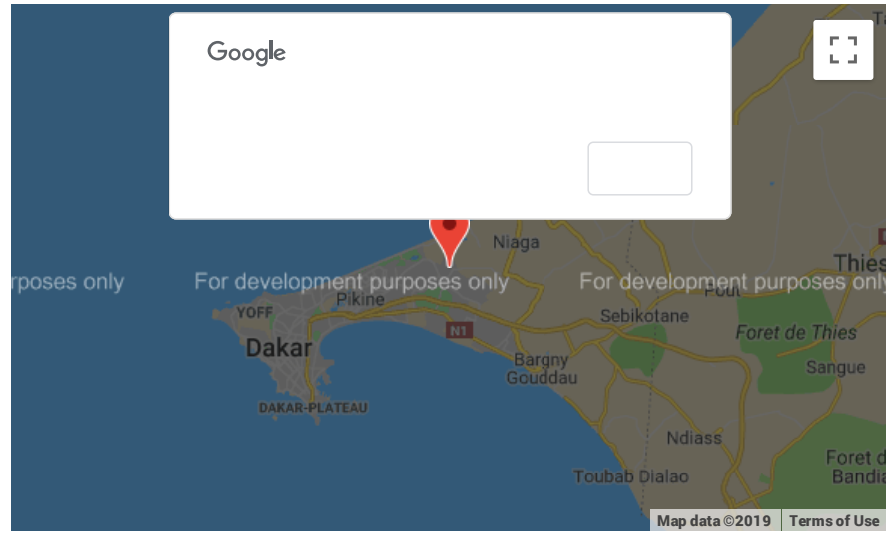 Google
Niaga
Thies
rposes only
For development purposes only
For development purposes only
Pikine
Pout
YOFF
Sebikotane
N1
Foret de Thies
Dakar
Bargny
Gouddau
Sangue
DAKAR-PLATEAU
Ndiass
Foret d
Bandia
Toubab Dialao
Map data ©2019
Terms of Use